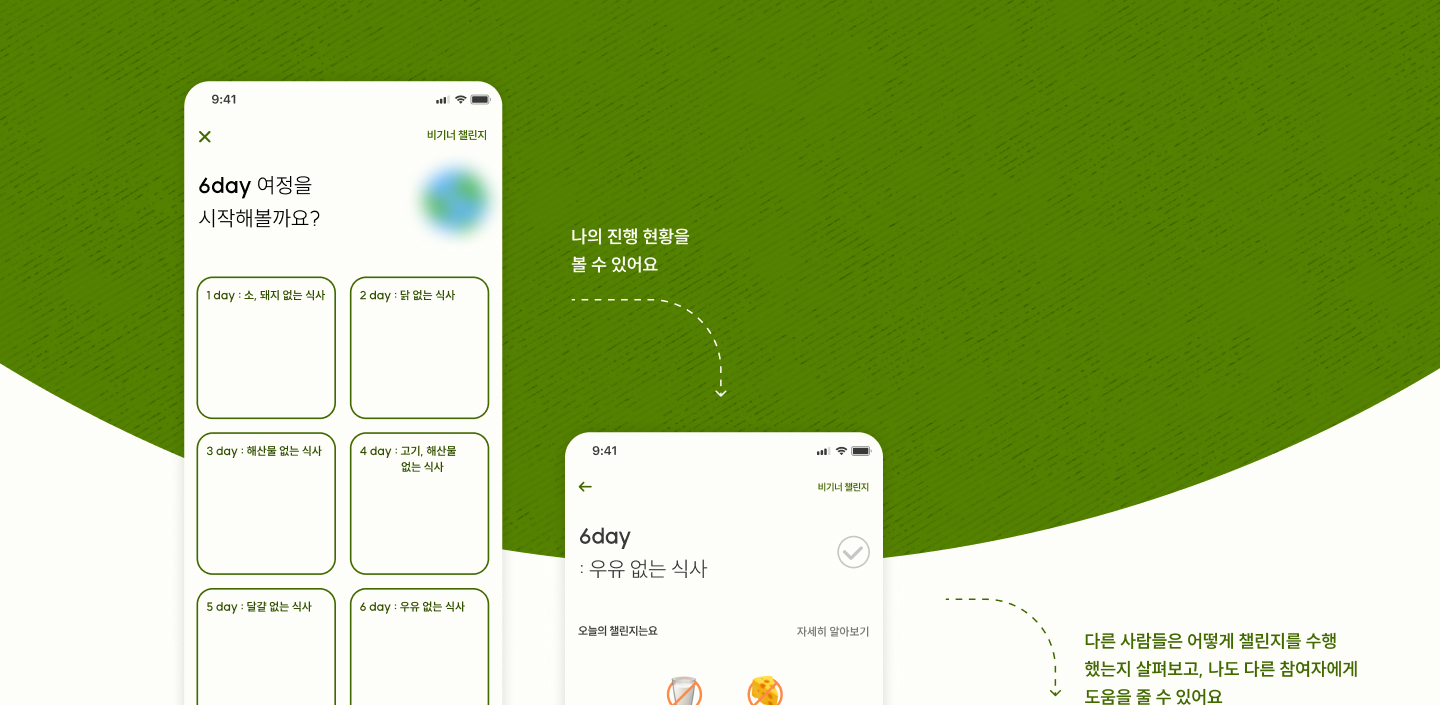 9:41
비기너 챌린지
6day 여정을
시작해볼까요?
1 day : 소, 돼지 없는 식사
2 day : 닭 없는 식사
3 day : 해산물 없는 식사
4 day : 고기, 해산물
없는 식사
5 day : 달걀 없는 식사
6 day : 우유 없는 식사
나의 진행 현황을
볼 수 있어요
9:41
비기너 챌린지
6day
: 우유 없는 식사
오늘의 챌린지는요
자세히 알아보기
다른 사람들은 어떻게 챌린지를 수행
했는지 살펴보고, 나도 다른 참여자에게
도움을 줄 수 있어요